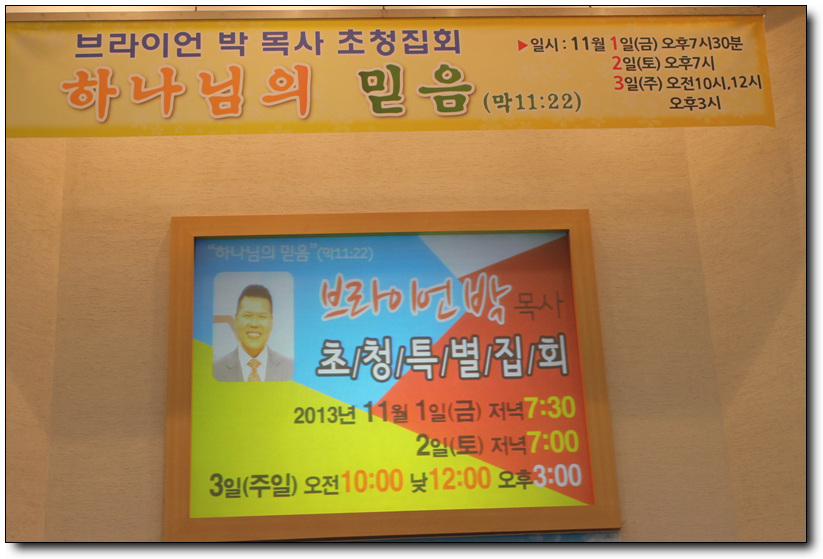 브라이언 박 목사 초청집회
하나님의 믿음 (막11:22)
▶일시 : 11월 1일(금) 오후7시30분
2일(토) 오후7시
3일(주) 오전10시,12시
오후3시
"하나님의 믿음"(막11:22)
브라이언 박 목사
초/청/특/별/집/회
2013년 11월 1일(금) 저녁7:30
2일(토) 저녁7:00
3일(주일) 오전10:00 낮12:00 오후3:00